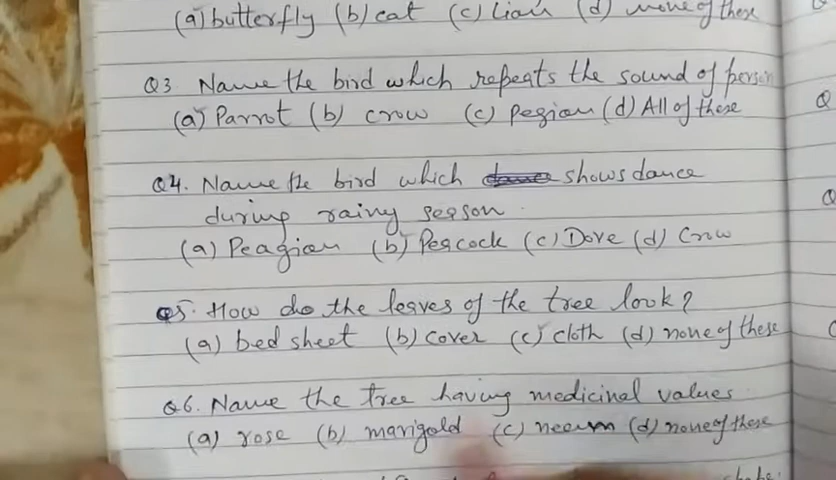 (a) butterfly (b) cat (c) Lion (d) none of these
Q3 Name the bird which repeats the sound of person
(a) Parrot (b) crow (c) Pegion (d) All of these
Q4. Name the bird which shows dance
during rainy season.
(a) Peagion (b) Peacock (c) Dove (d) Crow
Q5. How do the leaves of the tree look?
(a) bed sheet (b) cover (c) cloth (d) none of these
Q6. Name the tree having medicinal values
(a) rose (b) marigold (c) neem (d) none of these